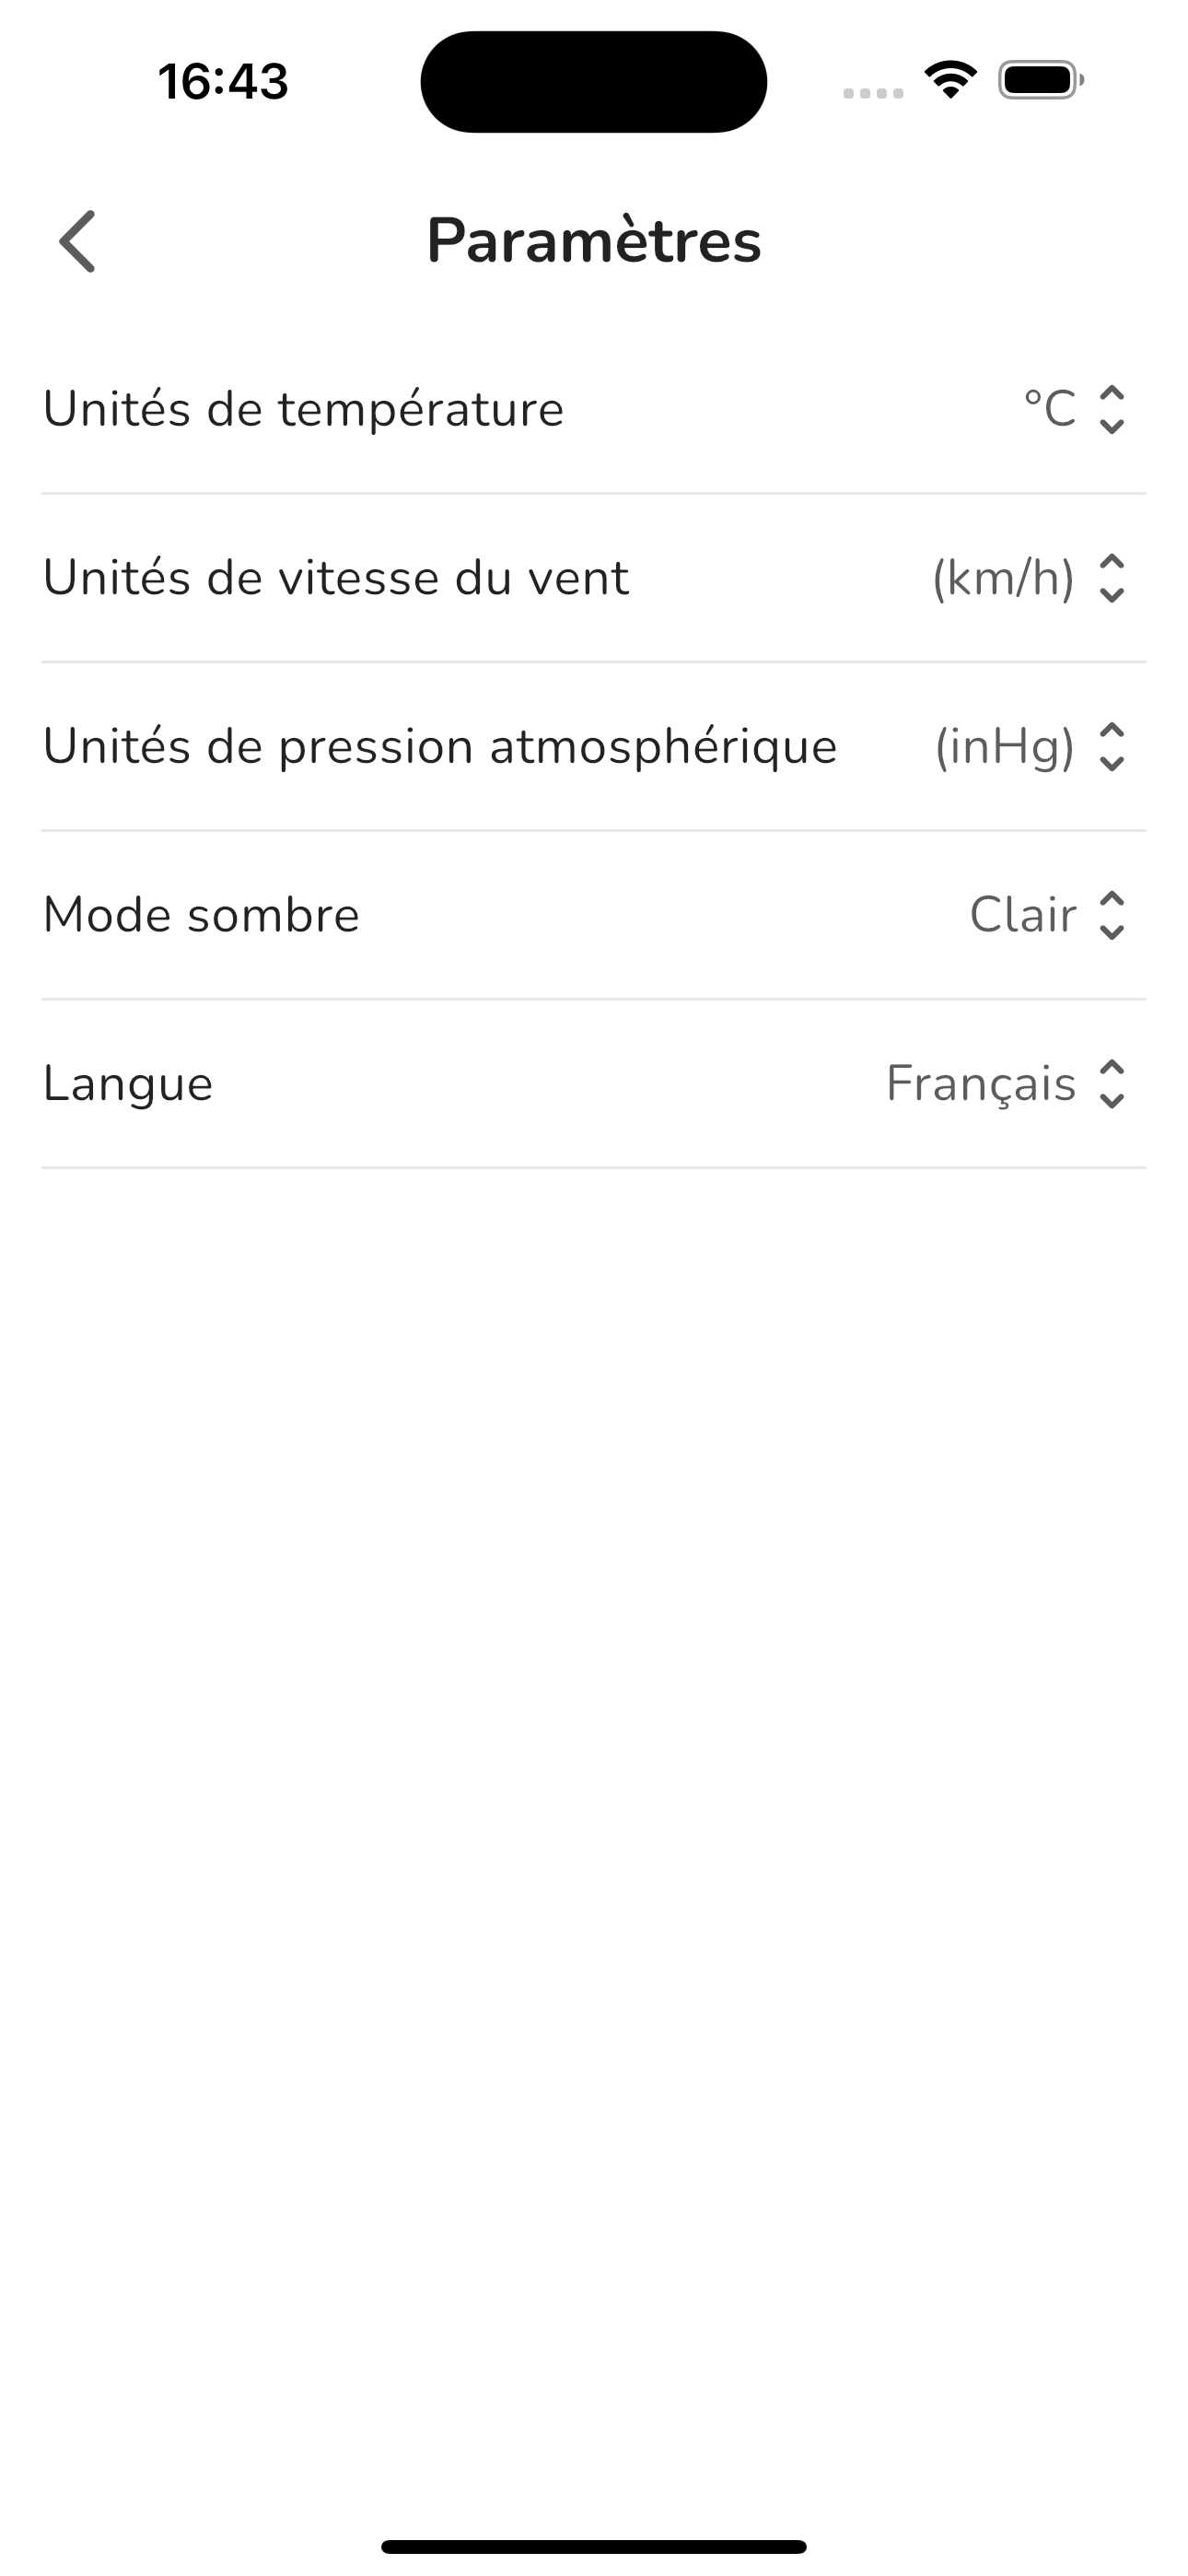 16:43
Paramètres
Unités de température °C
Unités de vitesse du vent (km/h)
Unités de pression atmosphérique (inHg)
Mode sombre Clair
Langue Français